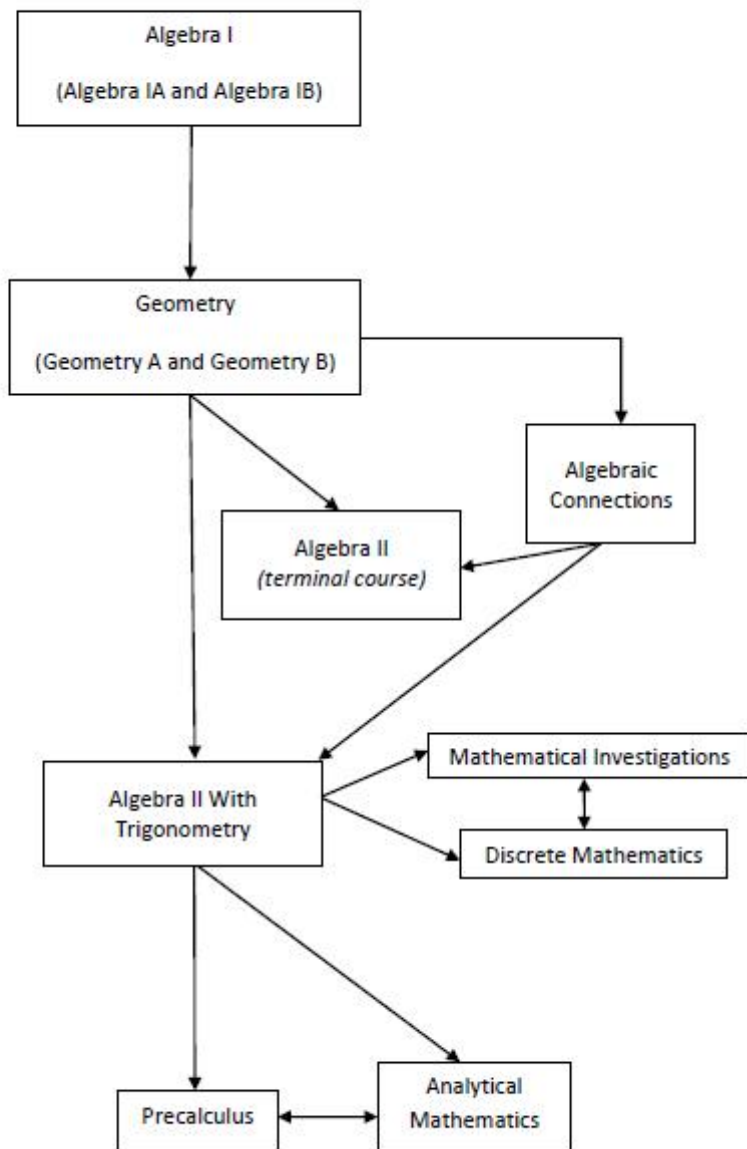 Algebra I
(Algebra IA and Algebra IB)
Geometry
(Geometry A and Geometry B)
Algebraic
Connections
Algebra II
(terminal course)
Mathematical Investigations
Algebra II With
Trigonometry
Discrete Mathematics
Precalculus
Analytical
Mathematics